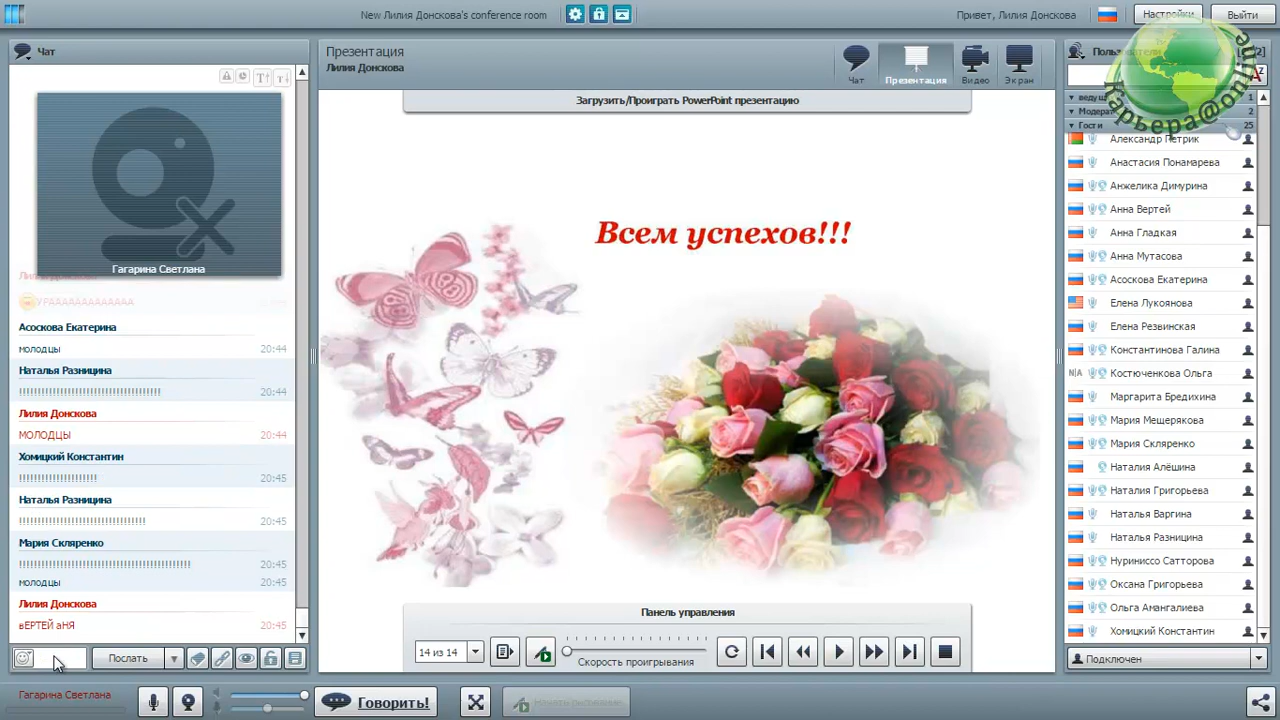 New Лилия Донскова's conference room
Привет, Лилия Донскова
Настройки
Выйти
Чат
Гагарина Светлана
УРААААААААААААА
Асоскова Екатерина
молодцы 20:44
Наталья Разницина
!!!!!!!!!!!!!!!!!!!!!!!!!!!!!!!!!!!!!! 20:44
Лилия Донскова
МОЛОДЦЫ 20:44
Хомицкий Константин
!!!!!!!!!!!!!!!!!!!!! 20:45
Наталья Разницина
!!!!!!!!!!!!!!!!!!!!!!!!!!!!!!!!!! 20:45
Мария Скляренко
!!!!!!!!!!!!!!!!!!!!!!!!!!!!!!!!!!!!!!!!!!!!!! 20:45
молодцы 20:45
Лилия Донскова
вЕРТЕЙ аНЯ 20:45
Послать
Гагарина Светлана
Говорить!
Презентация
Лилия Донскова
Чат
Презентация
Видео
Экран
Загрузить/Проиграть PowerPoint презентацию
Всем успехов!!!
Панель управления
14 из 14
Скорость проигрывания
Карьера@online
ведущ 1
Модерат 2
Гости 25
Александр Петрик
Анастасия Понамарева
Анжелика Димурина
Анна Вертей
Анна Гладкая
Анна Мутасова
Асоскова Екатерина
Елена Лукоянова
Елена Резвинская
Константинова Галина
N|A Костюченкова Ольга
Маргарита Бредихина
Мария Мещерякова
Мария Скляренко
Наталия Алёшина
Наталия Григорьева
Наталья Варгина
Наталья Разницина
Нуриниссо Сатторова
Оксана Григорьева
Ольга Амангалиева
Хомицкий Константин
Подключен